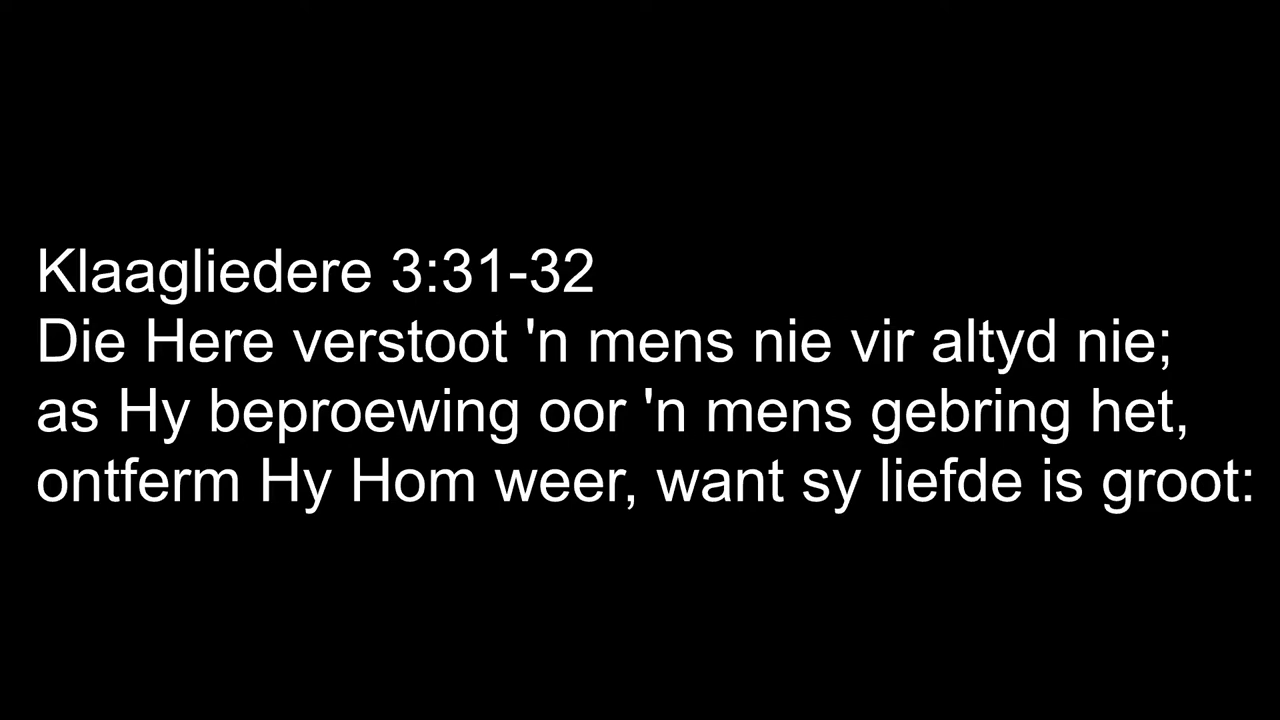 Klaagliedere 3:31-32
Die Here verstoot 'n mens nie vir altyd nie;
as Hy beproewing oor 'n mens gebring het,
ontferm Hy Hom weer, want sy liefde is groot: